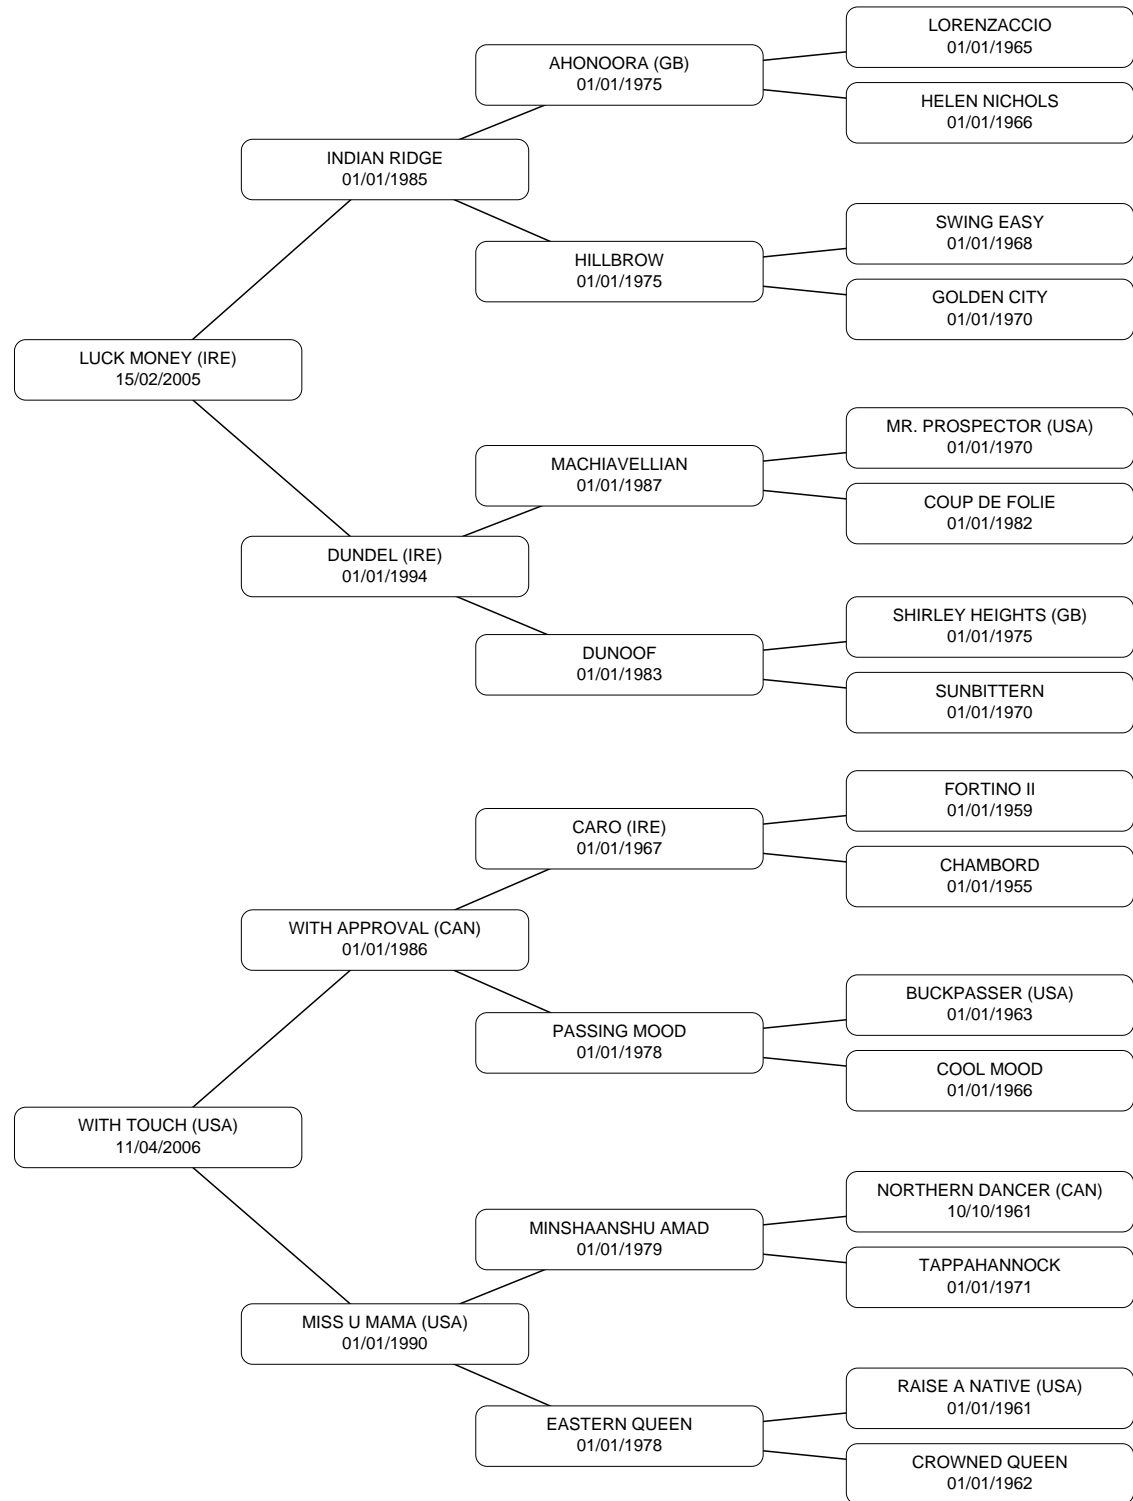 LORENZACCIO
01/01/1965
AHONOORA (GB)
01/01/1975
HELEN NICHOLS
01/01/1966
INDIAN RIDGE
01/01/1985
SWING EASY
01/01/1968
HILLBROW
01/01/1975
GOLDEN CITY
01/01/1970
LUCK MONEY (IRE)
15/02/2005
MR. PROSPECTOR (USA)
01/01/1970
MACHIAVELLIAN
01/01/1987
COUP DE FOLIE
01/01/1982
DUNDEL (IRE)
01/01/1994
SHIRLEY HEIGHTS (GB)
01/01/1975
DUNOOF
01/01/1983
SUNBITTERN
01/01/1970
FORTINO II
01/01/1959
CARO (IRE)
01/01/1967
CHAMBORD
01/01/1955
WITH APPROVAL (CAN)
01/01/1986
BUCKPASSER (USA)
01/01/1963
PASSING MOOD
01/01/1978
COOL MOOD
01/01/1966
WITH TOUCH (USA)
11/04/2006
NORTHERN DANCER (CAN)
10/10/1961
MINSHAANSHU AMAD
01/01/1979
TAPPAHANNOCK
01/01/1971
MISS U MAMA (USA)
01/01/1990
RAISE A NATIVE (USA)
01/01/1961
EASTERN QUEEN
01/01/1978
CROWNED QUEEN
01/01/1962